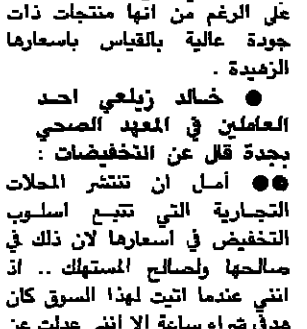 على الرغم من انها منتجات ذات
جودة عالية بالقياس باسعارها
الزهيدة .
● خالد زيلعي احد
العاملين في المعهد الصحي
بجدة قال عن التخفيضات :
●● أمل ان تنتشر المحلات
التجارية التي تتبع اسلوب
التخفيض في اسعارها لان ذلك في
صالحها ولصالح المستهلك .. اذ
انني عندما اتيت لهذا السوق كان
هدفي شراء ساعة إلا انني عدلت عن